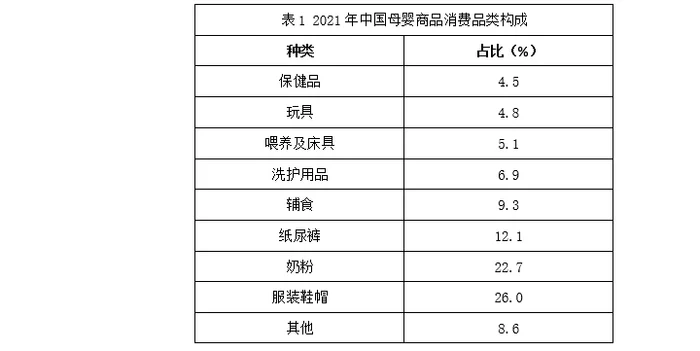 表1 2021年中国母婴商品消费品类构成
种类 占比（%）
保健品 4.5
玩具 4.8
喂养及床具 5.1
洗护用品 6.9
辅食 9.3
纸尿裤 12.1
奶粉 22.7
服装鞋帽 26.0
其他 8.6